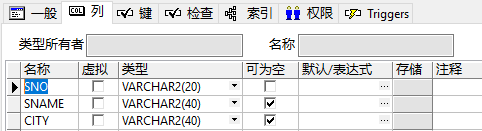 一般 COL 列 键 检查 索引 权限 Triggers
类型所有者 名称
名称 虚拟 类型 可为空 默认/表达式 存储 注释
SNO VARCHAR2(20) ...
SNAME VARCHAR2(40) ...
CITY VARCHAR2(40) ...